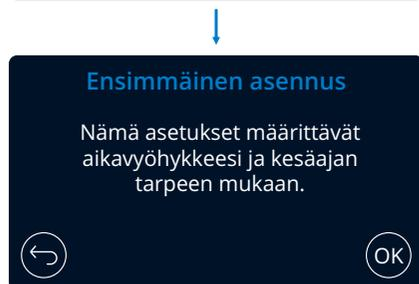 Ensimmäinen asennus
Nämä asetukset määrittävät
aikavyöhykkeesi ja kesäajan
tarpeen mukaan.
OK